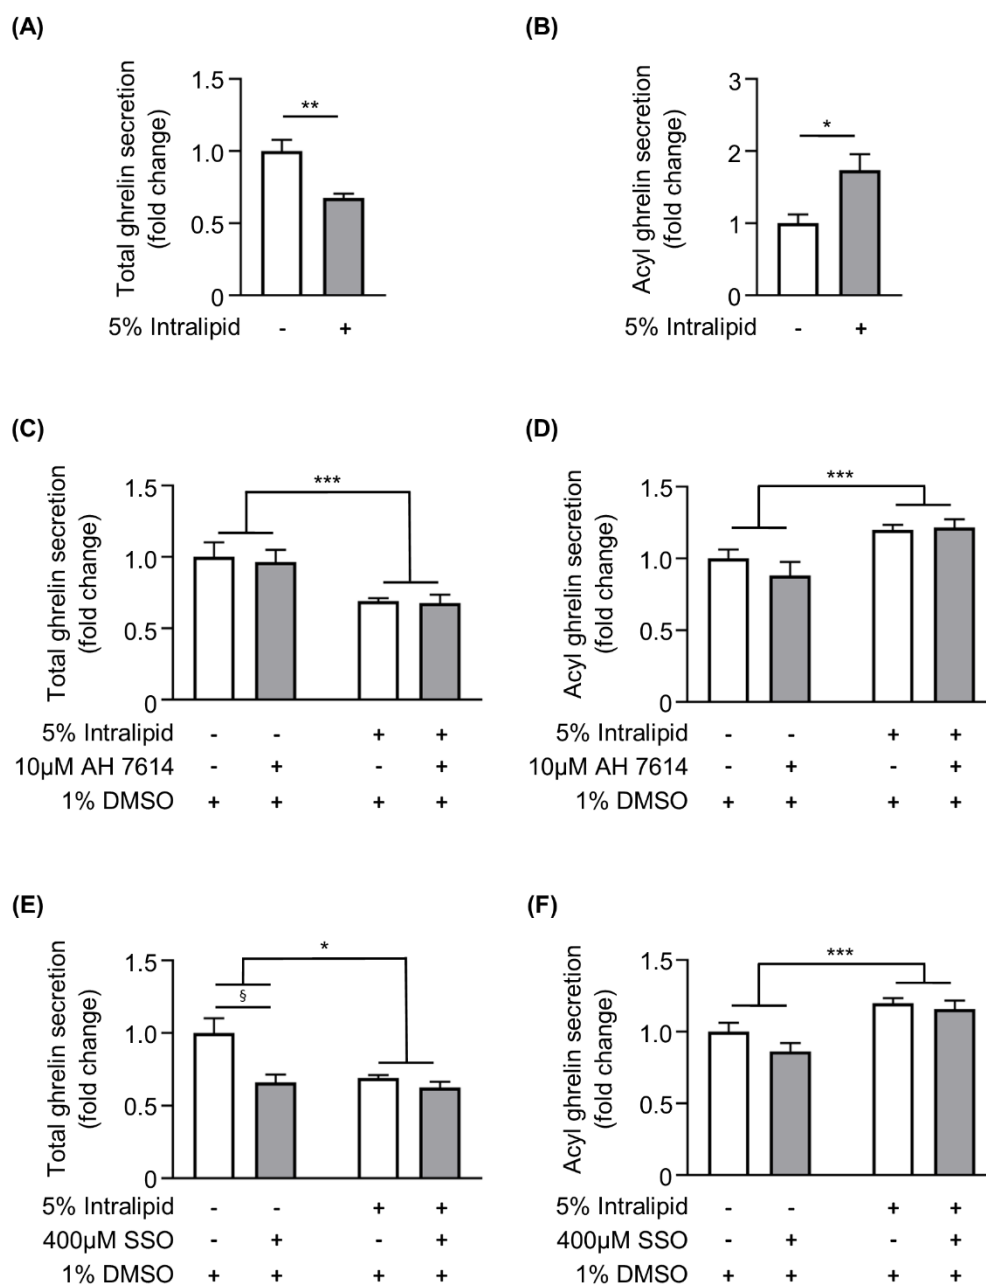 (A)
Total ghrelin secretion
(fold change)
1.5
1.0
0.5
0
**
5% Intralipid - +
(B)
Acyl ghrelin secretion
(fold change)
3
2
1
0
*
5% Intralipid - +
(C)
Total ghrelin secretion
(fold change)
1.5
1.0
0.5
0
***
5% Intralipid - - + +
10µM AH 7614 - + - +
1% DMSO + + + +
(D)
Acyl ghrelin secretion
(fold change)
1.5
1.0
0.5
0
***
5% Intralipid - - + +
10µM AH 7614 - + - +
1% DMSO + + + +
(E)
Total ghrelin secretion
(fold change)
1.5
1.0
0.5
0
*
§
5% Intralipid - - + +
400µM SSO - + - +
1% DMSO + + + +
(F)
Acyl ghrelin secretion
(fold change)
1.5
1.0
0.5
0
***
5% Intralipid - - + +
400µM SSO - + - +
1% DMSO + + + +